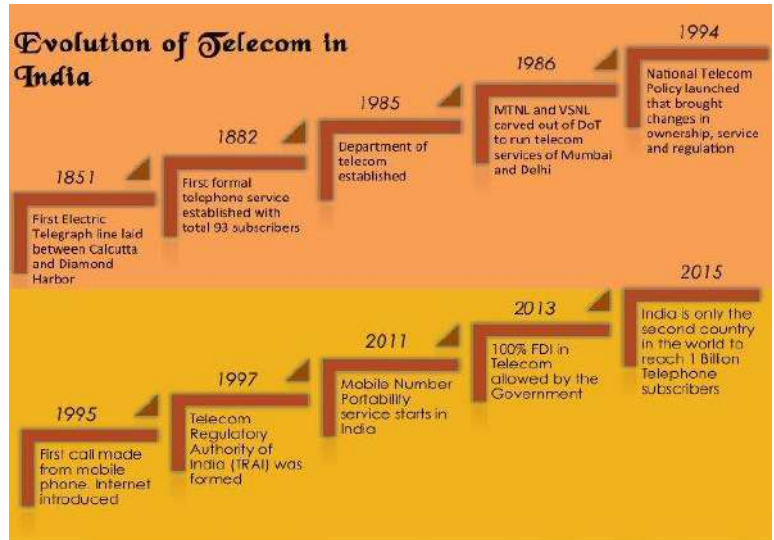 Evolution of Telecom in
India
1851
First Electric
Telegraph line laid
between Calcutta
and Diamond
Harbor
1882
First formal
telephone service
established with
total 93 subscribers
1985
Department of
telecom
established
1986
MTNL and VSNL
carved out of DoT
to run telecom
services of Mumbai
and Delhi
1994
National Telecom
Policy launched
that brought
changes in
ownership, service
and regulation
1995
First call made
from mobile
phone. Internet
introduced
1997
Telecom
Regulatory
Authority of
India (TRAI) was
formed
2011
Mobile Number
Portability
service starts in
India
2013
100% FDI in
Telecom
allowed by the
Government
2015
India is only the
second country
in the world to
reach 1 Billion
Telephone
subscribers